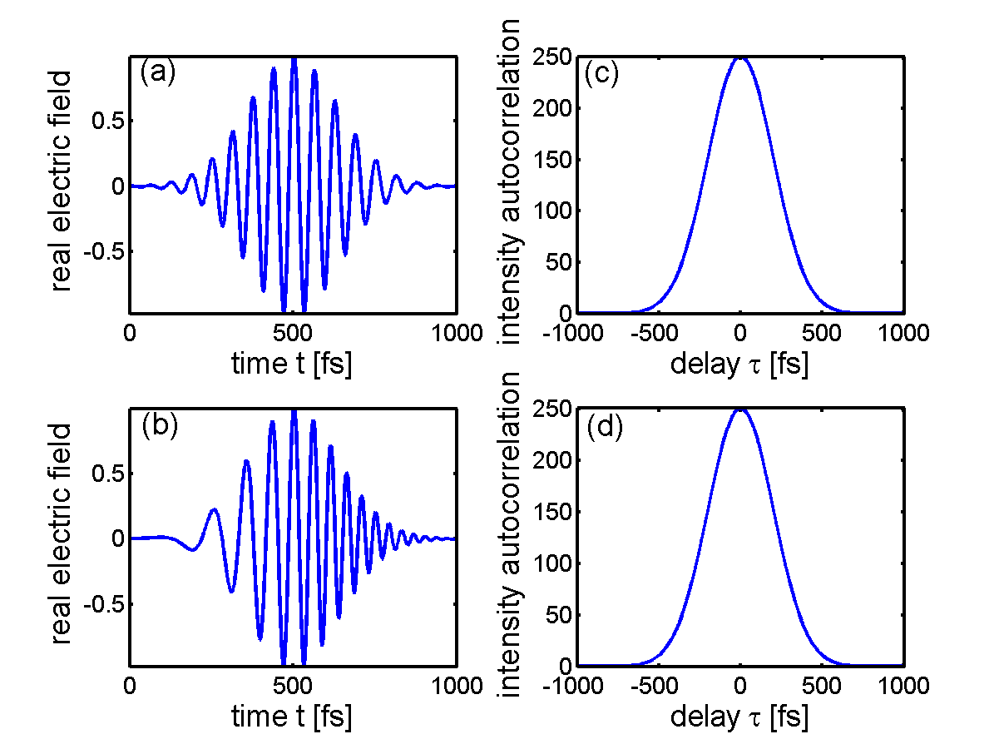 (a)
real electric field
0.5
0
-0.5
0
500
1000
time t [fs]
(c)
intensity autocorrelation
250
200
150
100
50
0
-1000
-500
0
500
1000
delay τ [fs]
(b)
real electric field
0.5
0
-0.5
0
500
1000
time t [fs]
(d)
intensity autocorrelation
250
200
150
100
50
0
-1000
-500
0
500
1000
delay τ [fs]